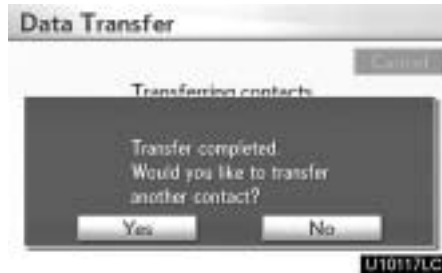 Data Transfer
Cancel
Transferring contacts
Transfer completed.
Would you like to transfer
another contact?
Yes
No
U10117LC